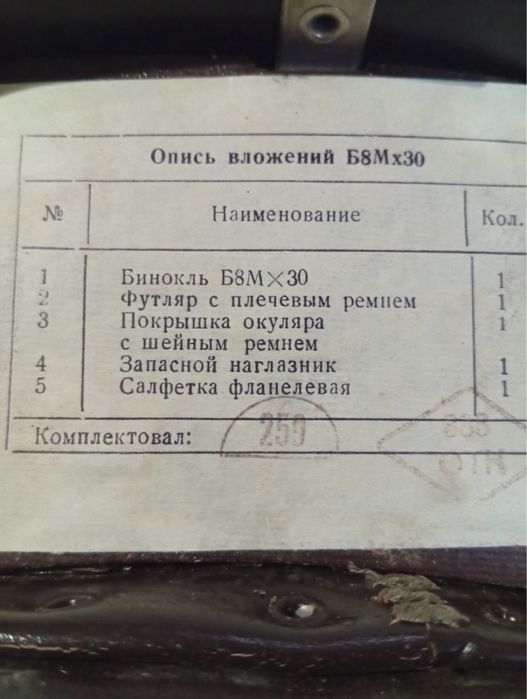 Опись вложений Б8Мх30
№ Наименование Кол.
1 Бинокль Б8М×30 1
2 Футляр с плечевым ремнем 1
3 Покрышка окуляра 1
с шейным ремнем
4 Запасной наглазник 1
5 Салфетка фланелевая 1
Комплектовал: 259
ОТК